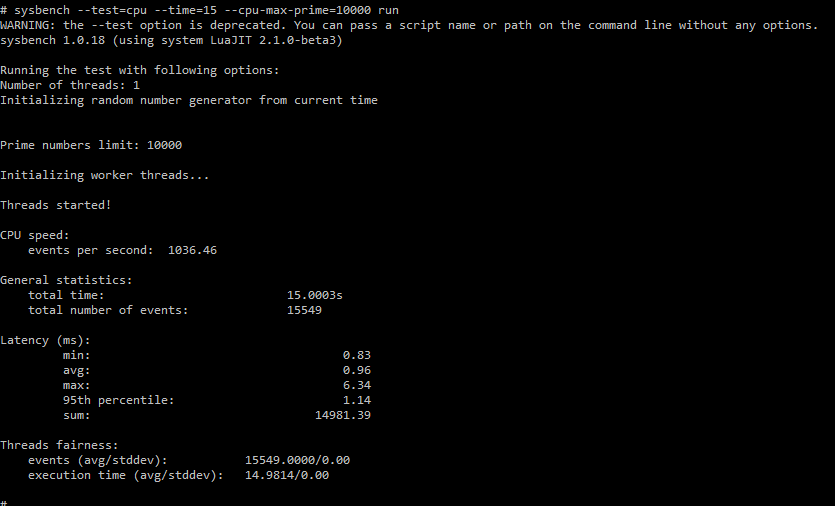 # sysbench --test=cpu --time=15 --cpu-max-prime=10000 run
WARNING: the --test option is deprecated. You can pass a script name or path on the command line without any options.
sysbench 1.0.18 (using system LuaJIT 2.1.0-beta3)
Running the test with following options:
Number of threads: 1
Initializing random number generator from current time
Prime numbers limit: 10000
Initializing worker threads...
Threads started!
CPU speed:
events per second: 1036.46
General statistics:
total time: 15.0003s
total number of events: 15549
Latency (ms):
min: 0.83
avg: 0.96
max: 6.34
95th percentile: 1.14
sum: 14981.39
Threads fairness:
events (avg/stddev): 15549.0000/0.00
execution time (avg/stddev): 14.9814/0.00
#